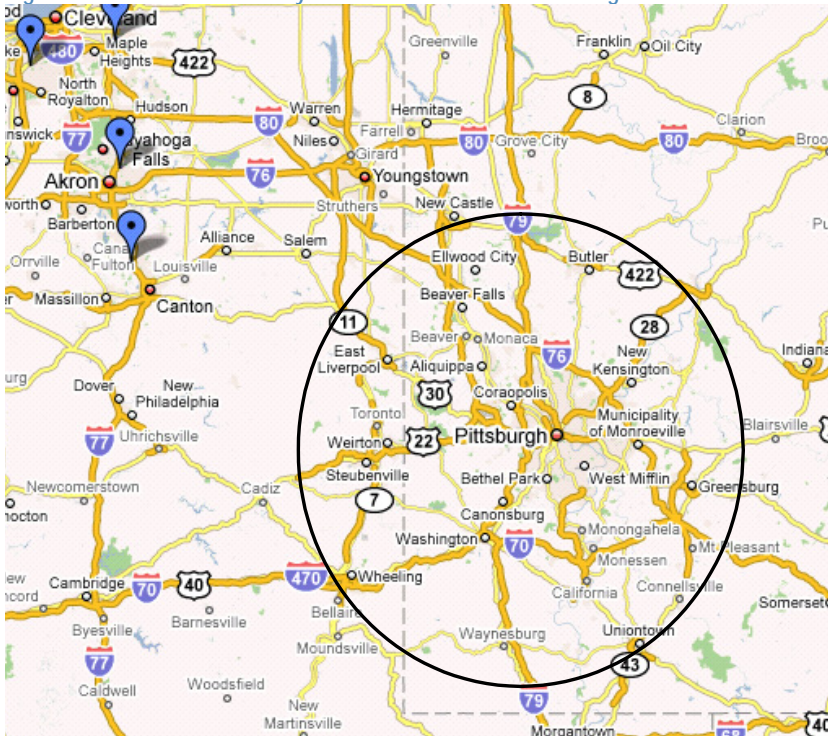 Cleveland
Maple
Heights
480
422
Greenville
Franklin
Oil City
North
Royalton
Hudson
80
Warren
Hermitage
8
Clarion
77
Falls
Niles
Farrell
80
Grove City
80
Girard
76
Akron
Youngstown
Struthers
New Castle
79
Barberton
Alliance
Salem
Ellwood City
Butler
422
Orrville
Fulton
Louisville
Beaver Falls
Massillon
Canton
11
28
Beaver
Monaca
76
Indiana
East
Liverpool
Aliquippa
New
Kensington
Dover
New
Philadelphia
30
Coraopolis
Toronto
Municipality
of Monroeville
77
Uhrichsville
Weirton
22
Pittsburgh
Blairsville
Steubenville
Bethel Park
West Mifflin
Greensburg
Newcomerstown
Cadiz
7
Canonsburg
Washington
70
Monongahela
Monessen
Mt Pleasant
Cambridge
70
40
470
Wheeling
California
Connellsville
Somerset
Byesville
Barnesville
Bellaire
Moundsville
Waynesburg
Uniontown
77
43
Caldwell
Woodsfield
79
New
Martinsville
Morgantown
68
40